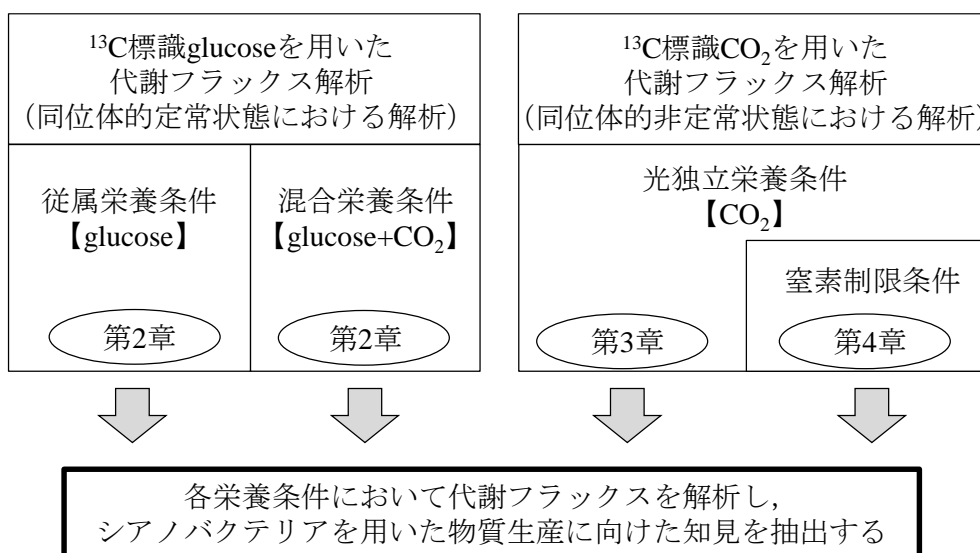 ¹³C標識glucoseを用いた
代謝フラックス解析
（同位体的定常状態における解析）
従属栄養条件
【glucose】
第2章
混合栄養条件
【glucose+CO₂】
第2章
¹³C標識CO₂を用いた
代謝フラックス解析
（同位体的非定常状態における解析）
光独立栄養条件
【CO₂】
第3章
窒素制限条件
第4章
各栄養条件において代謝フラックスを解析し，
シアノバクテリアを用いた物質生産に向けた知見を抽出する